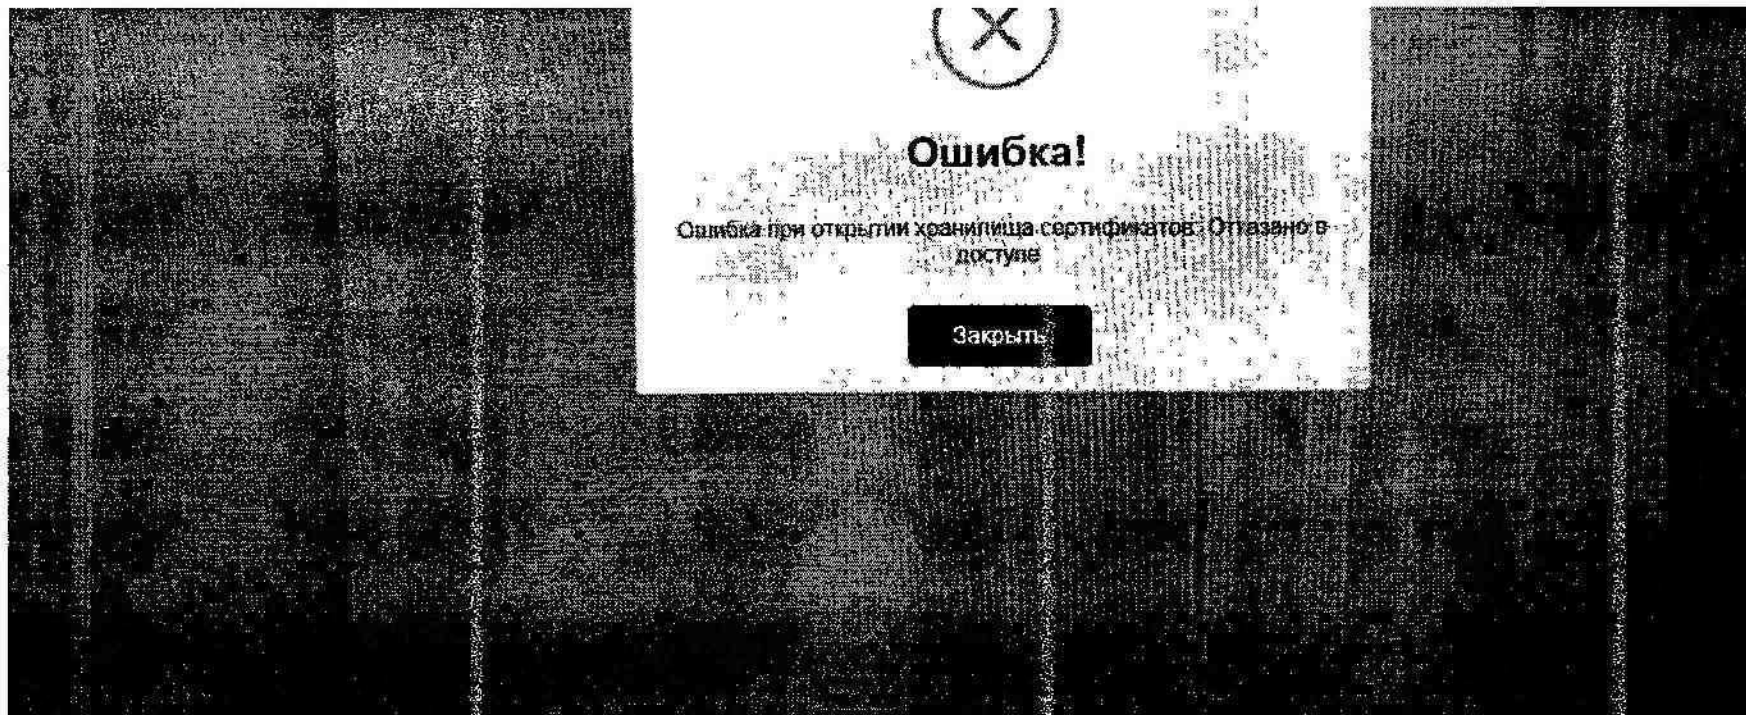 Ошибка!
Ошибка при открытии хранилища сертификатов. Отказано в
доступе
Закрыть